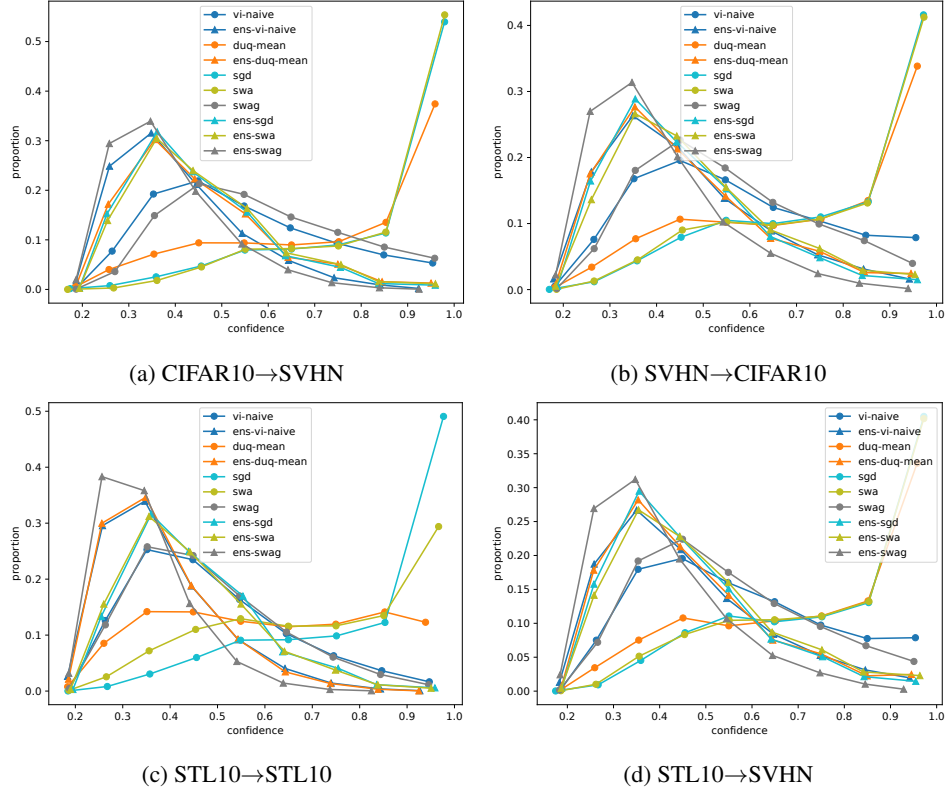 vi-naive
ens-vi-naive
duq-mean
ens-duq-mean
sgd
swa
swag
ens-sgd
ens-swa
ens-swag
proportion
0.5
0.4
0.3
0.2
0.1
0.0
0.2 0.3 0.4 0.5 0.6 0.7 0.8 0.9 1.0
confidence
(a) CIFAR10→SVHN
vi-naive
ens-vi-naive
duq-mean
ens-duq-mean
sgd
swa
swag
ens-sgd
ens-swa
ens-swag
proportion
0.4
0.3
0.2
0.1
0.0
0.2 0.3 0.4 0.5 0.6 0.7 0.8 0.9 1.0
confidence
(b) SVHN→CIFAR10
vi-naive
ens-vi-naive
duq-mean
ens-duq-mean
sgd
swa
swag
ens-sgd
ens-swa
ens-swag
proportion
0.5
0.4
0.3
0.2
0.1
0.0
0.2 0.3 0.4 0.5 0.6 0.7 0.8 0.9 1.0
confidence
(c) STL10→STL10
vi-naive
ens-vi-naive
duq-mean
ens-duq-mean
sgd
swa
swag
ens-sgd
ens-swa
ens-swag
proportion
0.40
0.35
0.30
0.25
0.20
0.15
0.10
0.05
0.00
0.2 0.3 0.4 0.5 0.6 0.7 0.8 0.9 1.0
confidence
(d) STL10→SVHN